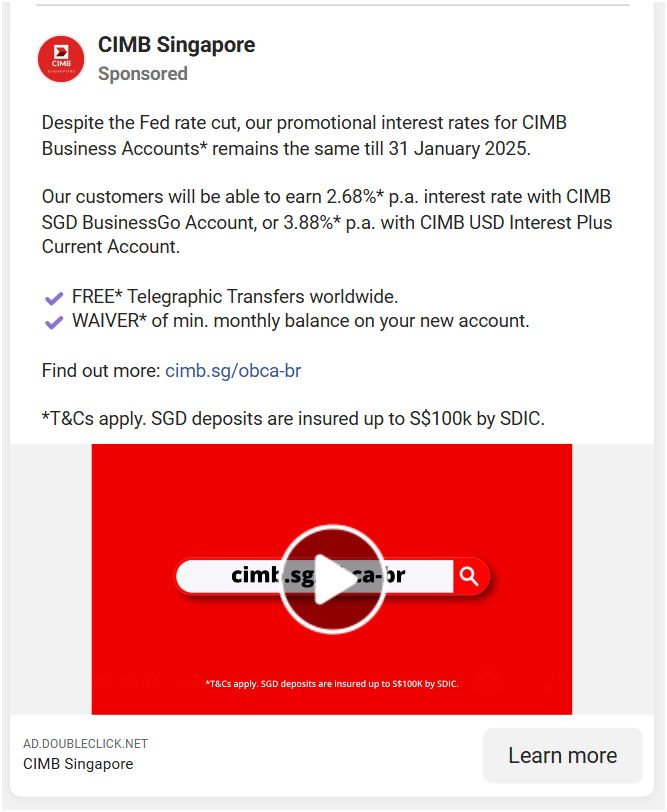 CIMB Singapore
CIMB
SINGAPORE
Sponsored
Despite the Fed rate cut, our promotional interest rates for CIMB
Business Accounts* remains the same till 31 January 2025.
Our customers will be able to earn 2.68%* p.a. interest rate with CIMB
SGD BusinessGo Account, or 3.88%* p.a. with CIMB USD Interest Plus
Current Account.
FREE* Telegraphic Transfers worldwide.
WAIVER* of min. monthly balance on your new account.
Find out more: cimb.sg/obca-br
*T&Cs apply. SGD deposits are insured up to S$100k by SDIC.
cimb.sg/obca-br
*T&Cs apply. SGD deposits are insured up to S$100K by SDIC.
AD.DOUBLECLICK.NET
CIMB Singapore
Learn more